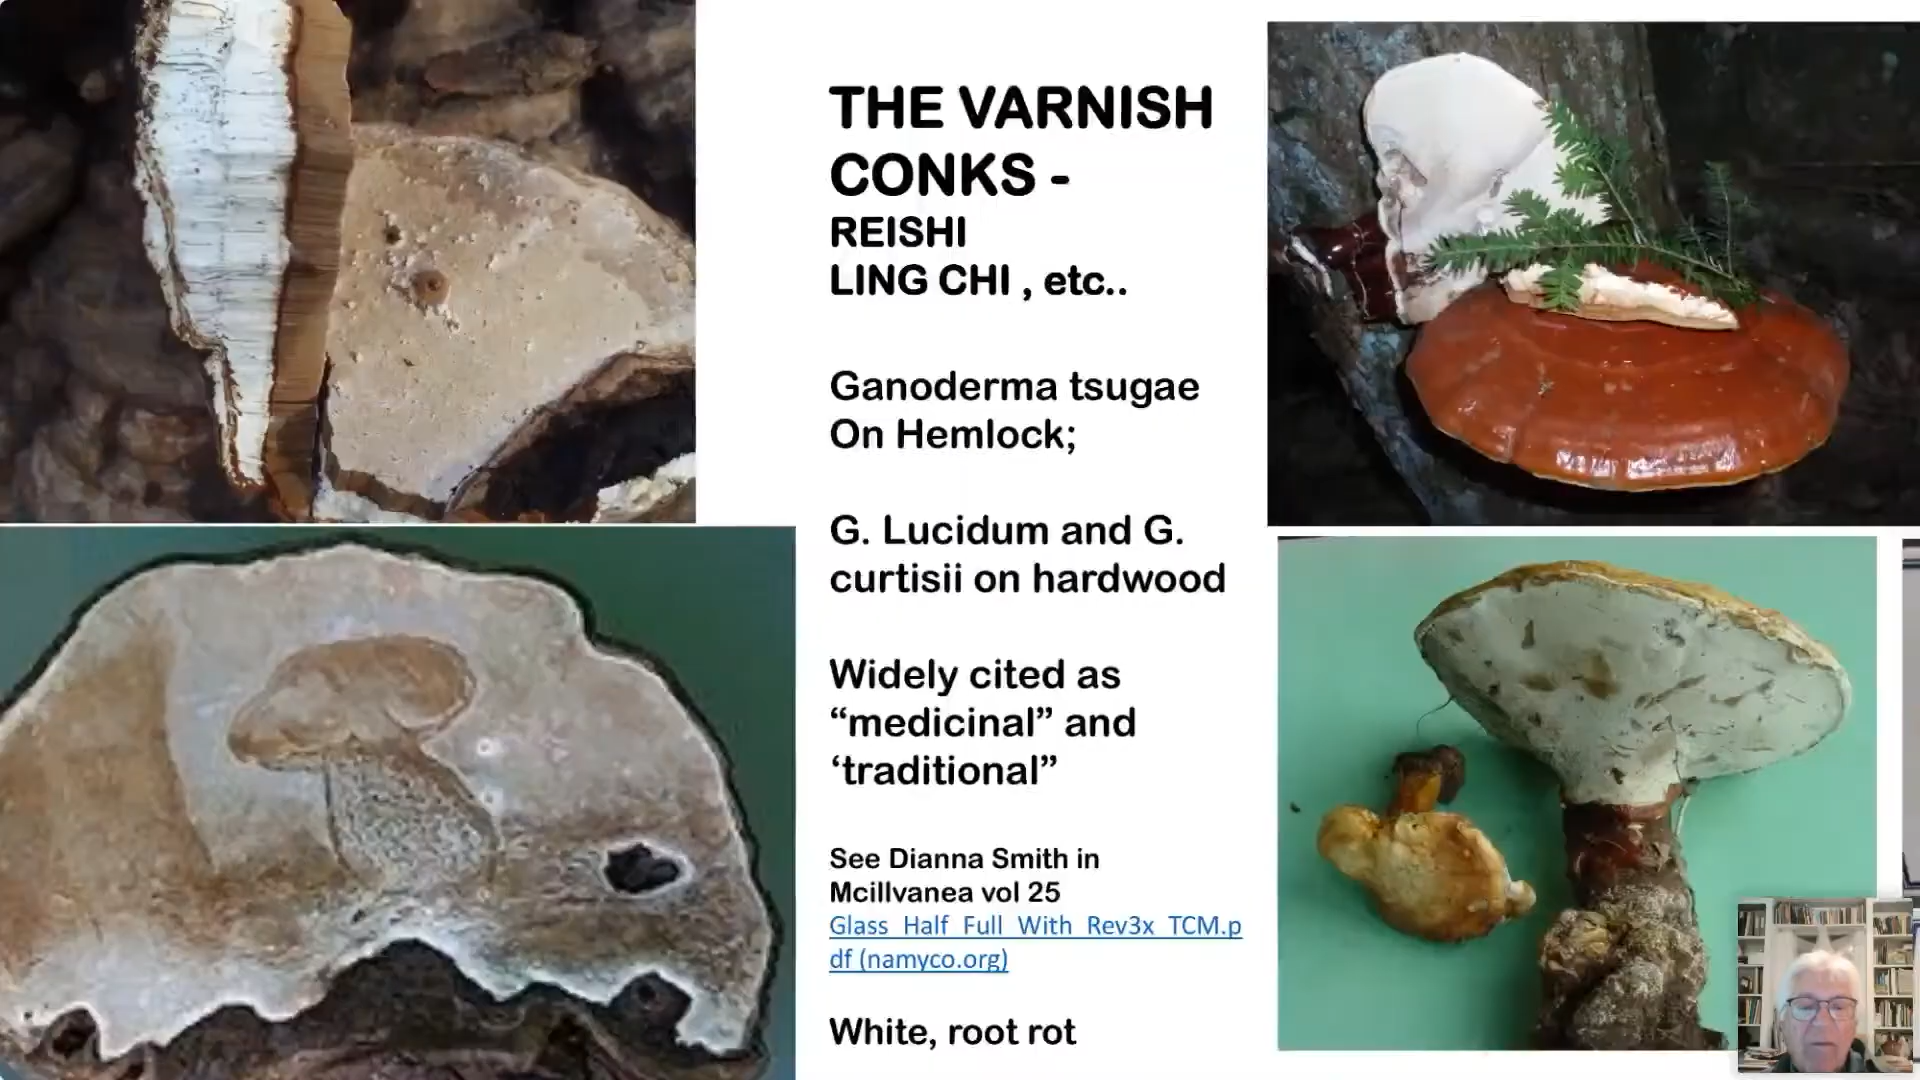 THE VARNISH
CONKS -
REISHI
LING CHI , etc..
Ganoderma tsugae
On Hemlock;
G. Lucidum and G.
curtisii on hardwood
Widely cited as
“medicinal” and
‘traditional”
See Dianna Smith in
Mcillvanea vol 25
Glass_Half_Full_With_Rev3x_TCM.p
df (namyco.org)
White, root rot